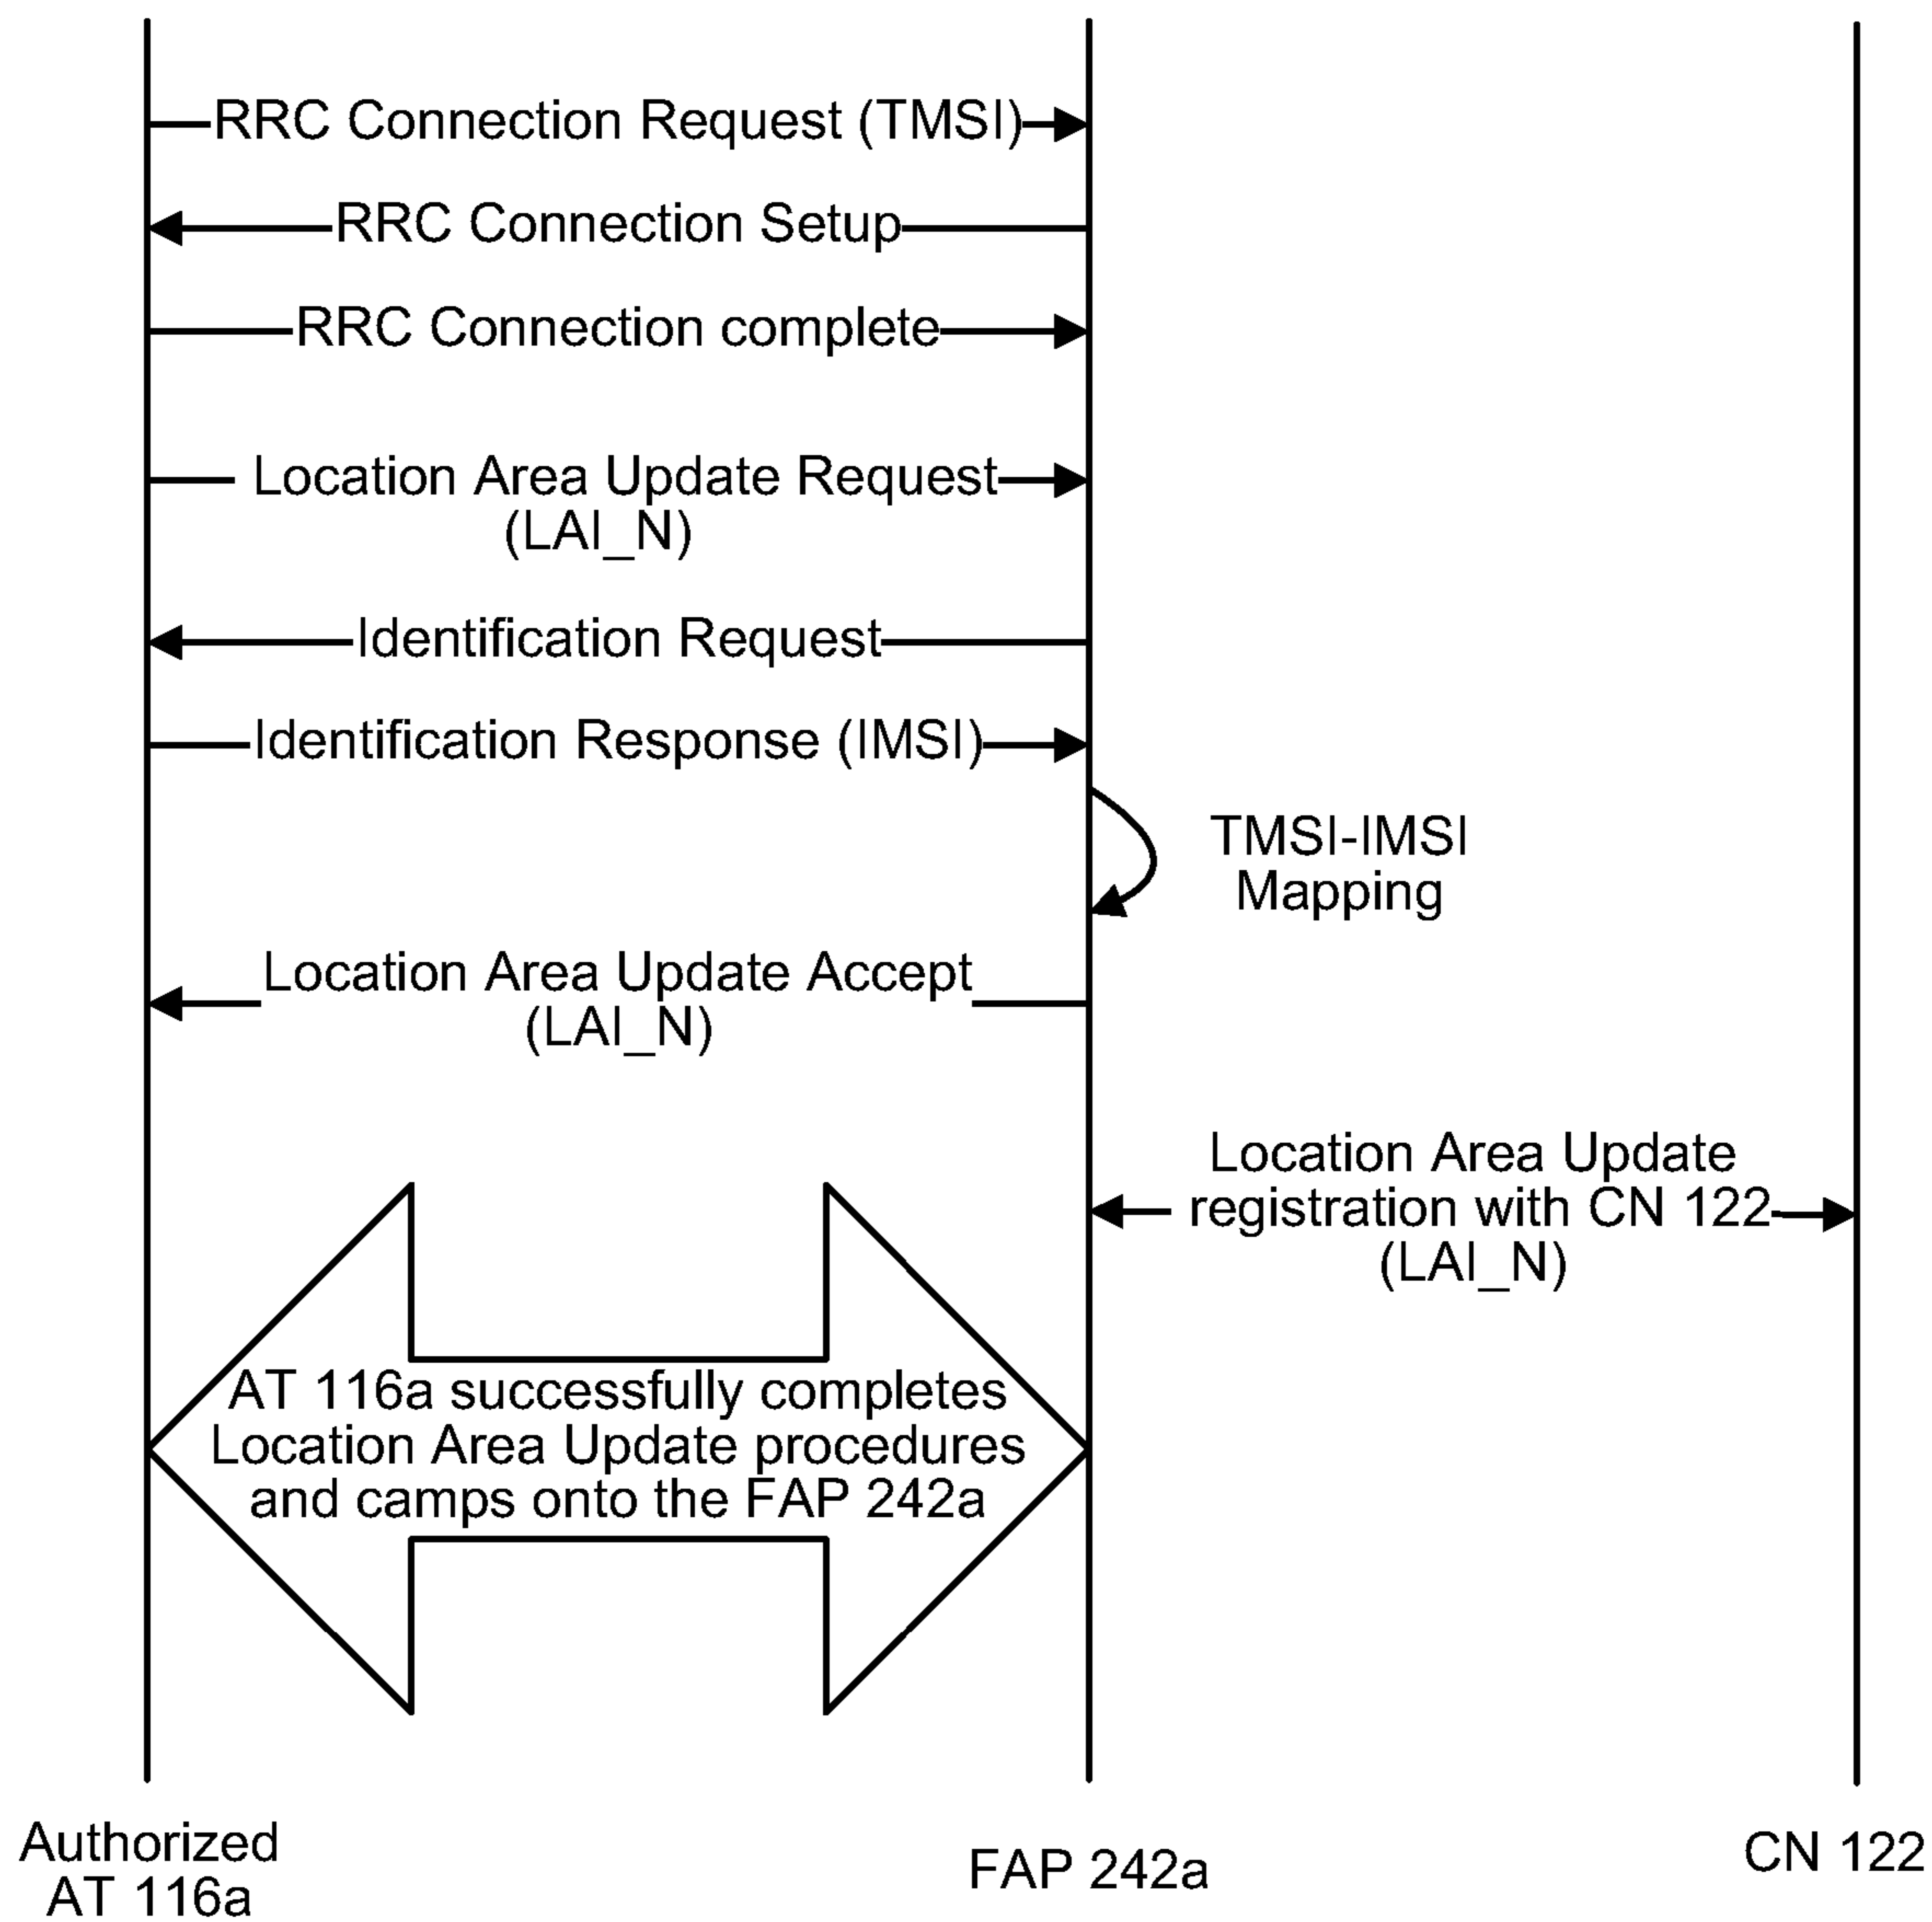 RRC Connection Request (TMSI)
RRC Connection Setup
RRC Connection complete
Location Area Update Request
(LAI_N)
Identification Request
Identification Response (IMSI)
TMSI-IMSI
Mapping
Location Area Update Accept
(LAI_N)
Location Area Update
registration with CN 122
(LAI_N)
AT 116a successfully completes
Location Area Update procedures
and camps onto the FAP 242a
Authorized
AT 116a
FAP 242a
CN 122